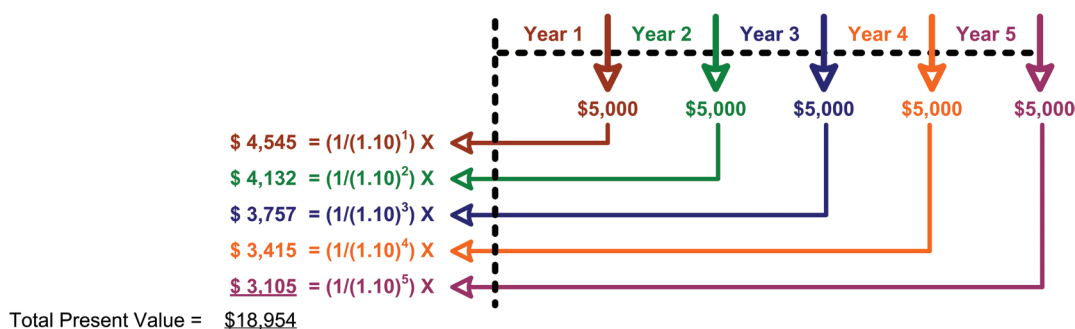 Year 1 Year 2 Year 3 Year 4 Year 5
$5,000 $5,000 $5,000 $5,000 $5,000
$ 4,545 = (1/(1.10)¹) X
$ 4,132 = (1/(1.10)²) X
$ 3,757 = (1/(1.10)³) X
$ 3,415 = (1/(1.10)⁴) X
$ 3,105 = (1/(1.10)⁵) X
Total Present Value = $18,954